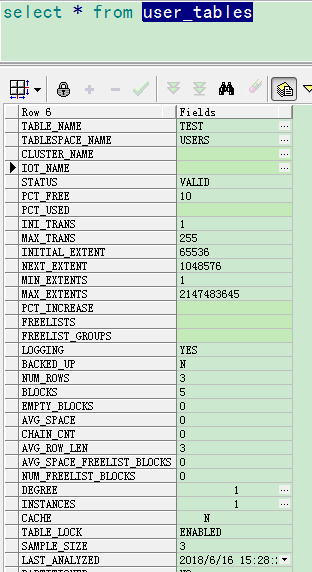 select * from user_tables
Row 6 Fields
TABLE_NAME TEST ...
TABLESPACE_NAME USERS ...
CLUSTER_NAME ...
IOT_NAME ...
STATUS VALID
PCT_FREE 10
PCT_USED
INI_TRANS 1
MAX_TRANS 255
INITIAL_EXTENT 65536
NEXT_EXTENT 1048576
MIN_EXTENTS 1
MAX_EXTENTS 2147483645
PCT_INCREASE
FREELISTS
FREELIST_GROUPS
LOGGING YES
BACKED_UP N
NUM_ROWS 3
BLOCKS 5
EMPTY_BLOCKS 0
AVG_SPACE 0
CHAIN_CNT 0
AVG_ROW_LEN 3
AVG_SPACE_FREELIST_BLOCKS 0
NUM_FREELIST_BLOCKS 0
DEGREE 1 ...
INSTANCES 1 ...
CACHE N
TABLE_LOCK ENABLED
SAMPLE_SIZE 3
LAST_ANALYZED 2018/6/16 15:28: